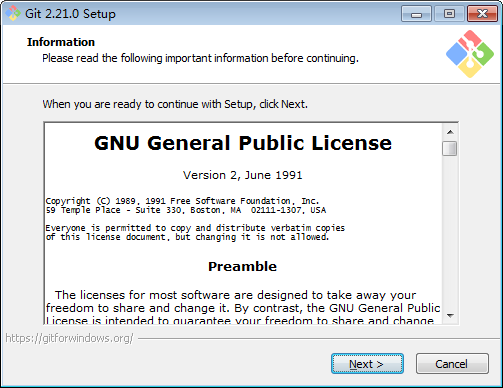 Git 2.21.0 Setup
Information
Please read the following important information before continuing.
When you are ready to continue with Setup, click Next.
GNU General Public License
Version 2, June 1991
Copyright (C) 1989, 1991 Free Software Foundation, Inc.
59 Temple Place - Suite 330, Boston, MA  02111-1307, USA
Everyone is permitted to copy and distribute verbatim copies
of this license document, but changing it is not allowed.
Preamble
The licenses for most software are designed to take away your
freedom to share and change it. By contrast, the GNU General Public
License is intended to guarantee your freedom to share and change
https://gitforwindows.org/
Next >
Cancel